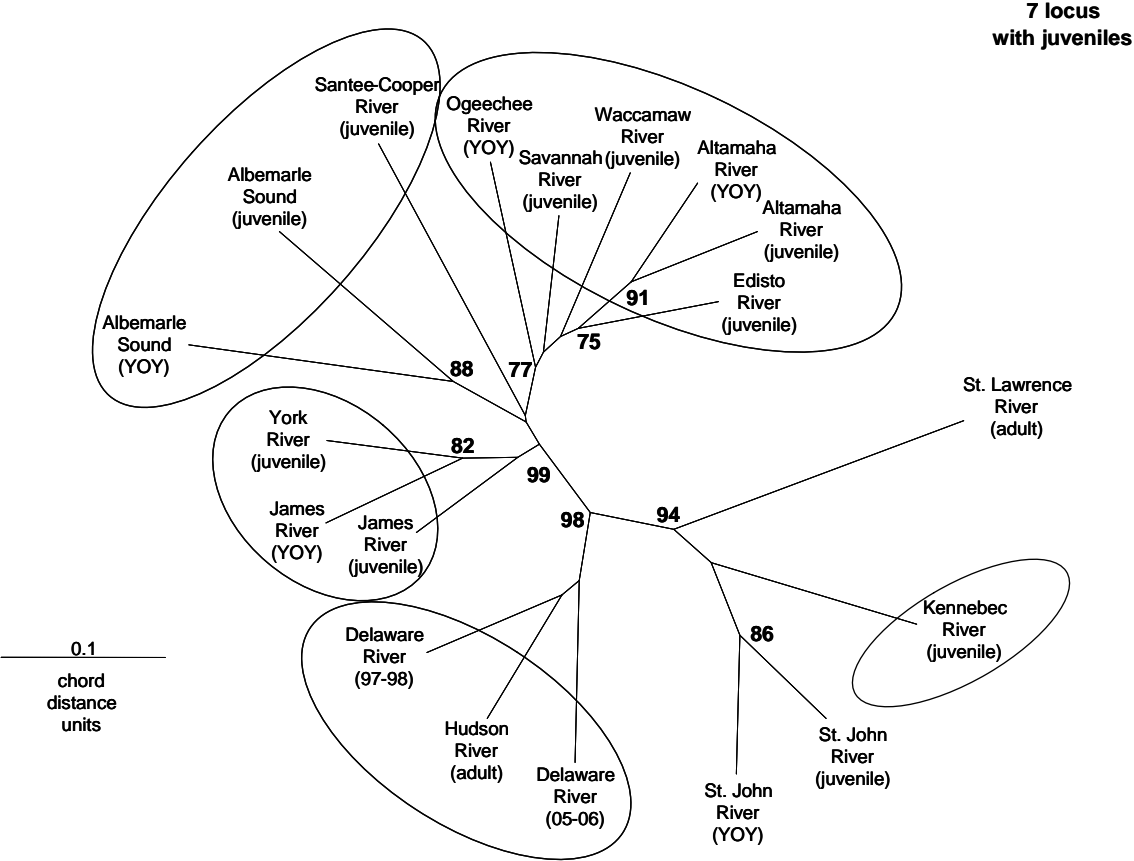 7 locus
with juveniles
Santee-Cooper
River
(juvenile)
Ogeechee
River
(YOY)
Savannah
River
(juvenile)
Waccamaw
River
(juvenile)
Altamaha
River
(YOY)
Altamaha
River
(juvenile)
Edisto
River
(juvenile)
Albemarle
Sound
(juvenile)
Albemarle
Sound
(YOY)
91
75
77
88
St. Lawrence
River
(adult)
York
River
(juvenile)
82
99
James
River
(YOY)
James
River
(juvenile)
98
94
Kennebec
River
(juvenile)
86
Delaware
River
(97-98)
0.1
chord
distance
units
Hudson
River
(adult)
Delaware
River
(05-06)
St. John
River
(juvenile)
St. John
River
(YOY)